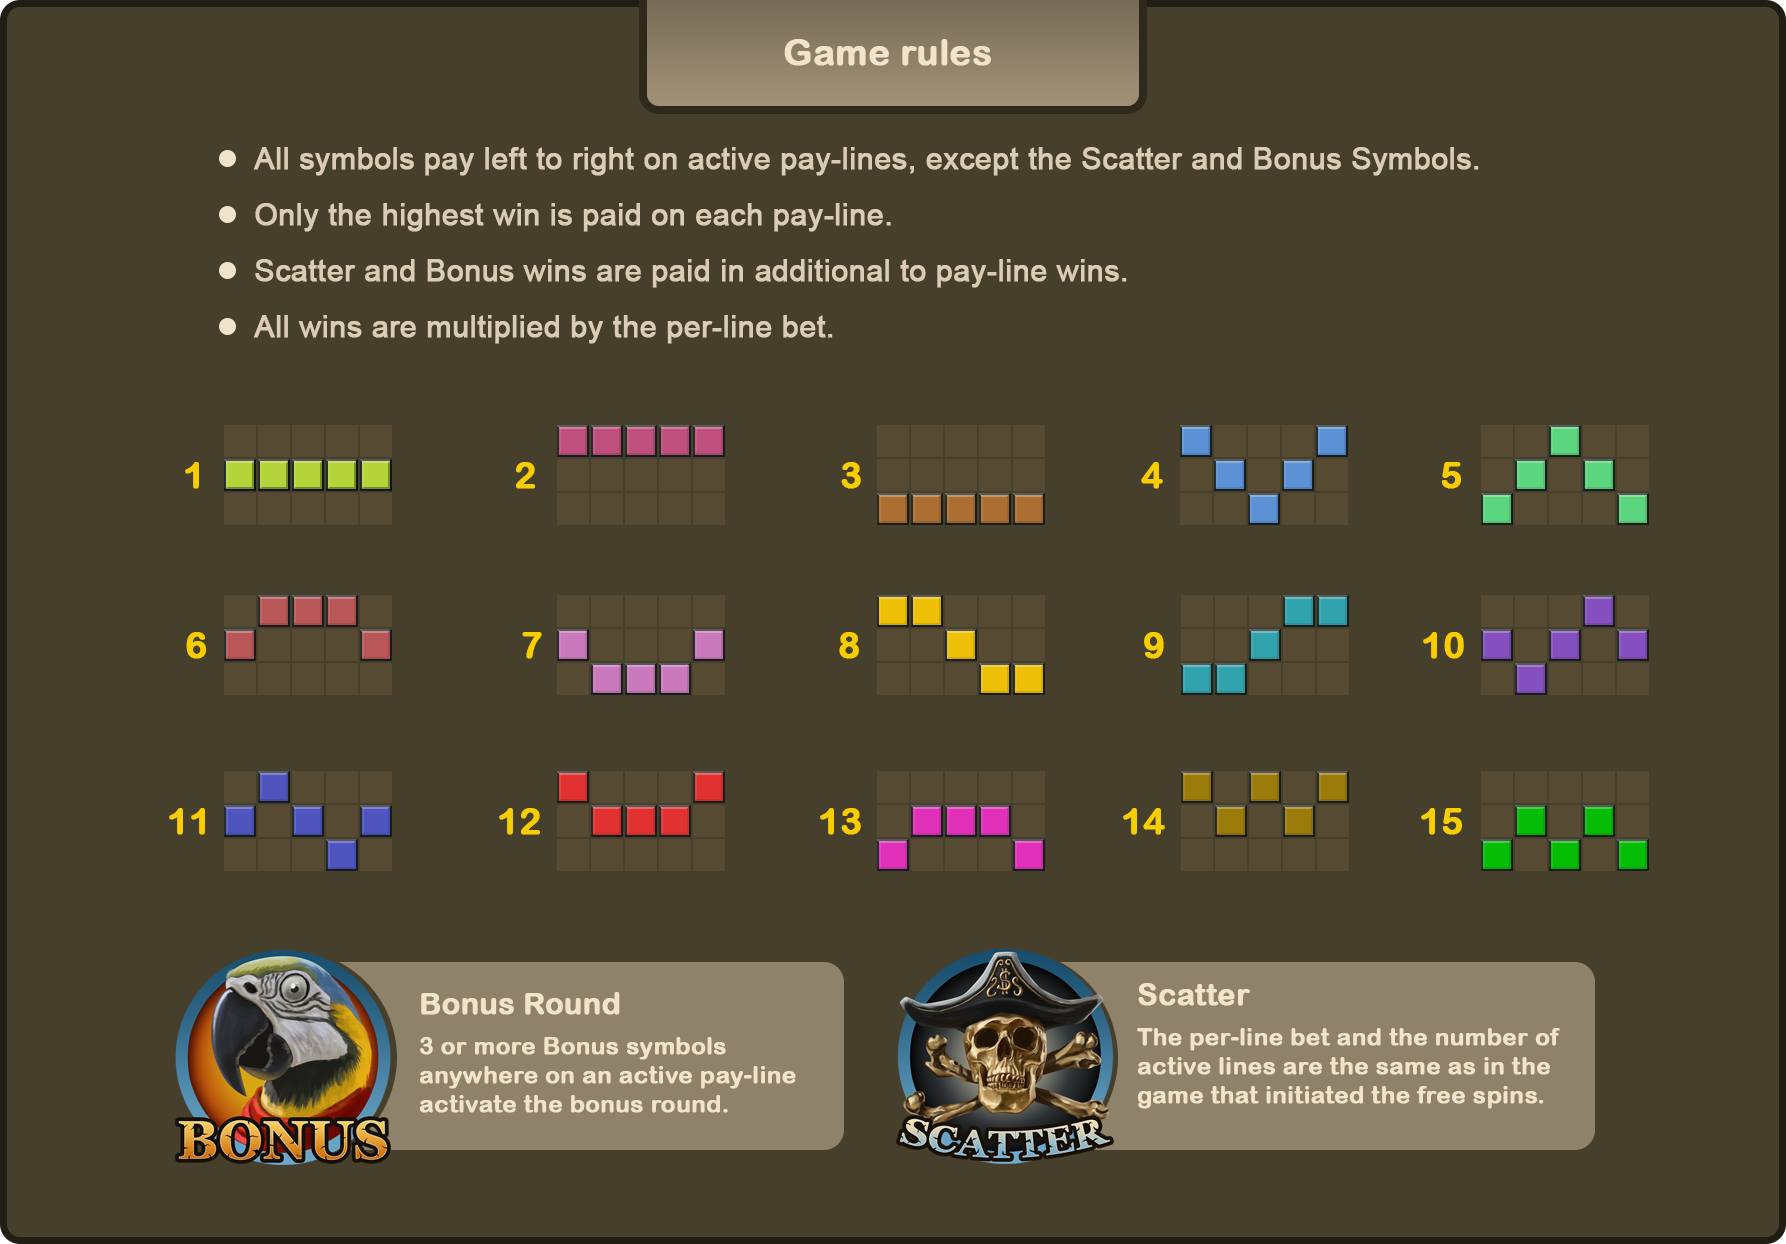 Game rules
All symbols pay left to right on active pay-lines, except the Scatter and Bonus Symbols.
Only the highest win is paid on each pay-line.
Scatter and Bonus wins are paid in additional to pay-line wins.
All wins are multiplied by the per-line bet.
1 2 3 4 5
6 7 8 9 10
11 12 13 14 15
Bonus Round
3 or more Bonus symbols
anywhere on an active pay-line
activate the bonus round.
BONUS
Scatter
The per-line bet and the number of
active lines are the same as in the
game that initiated the free spins.
SCATTER